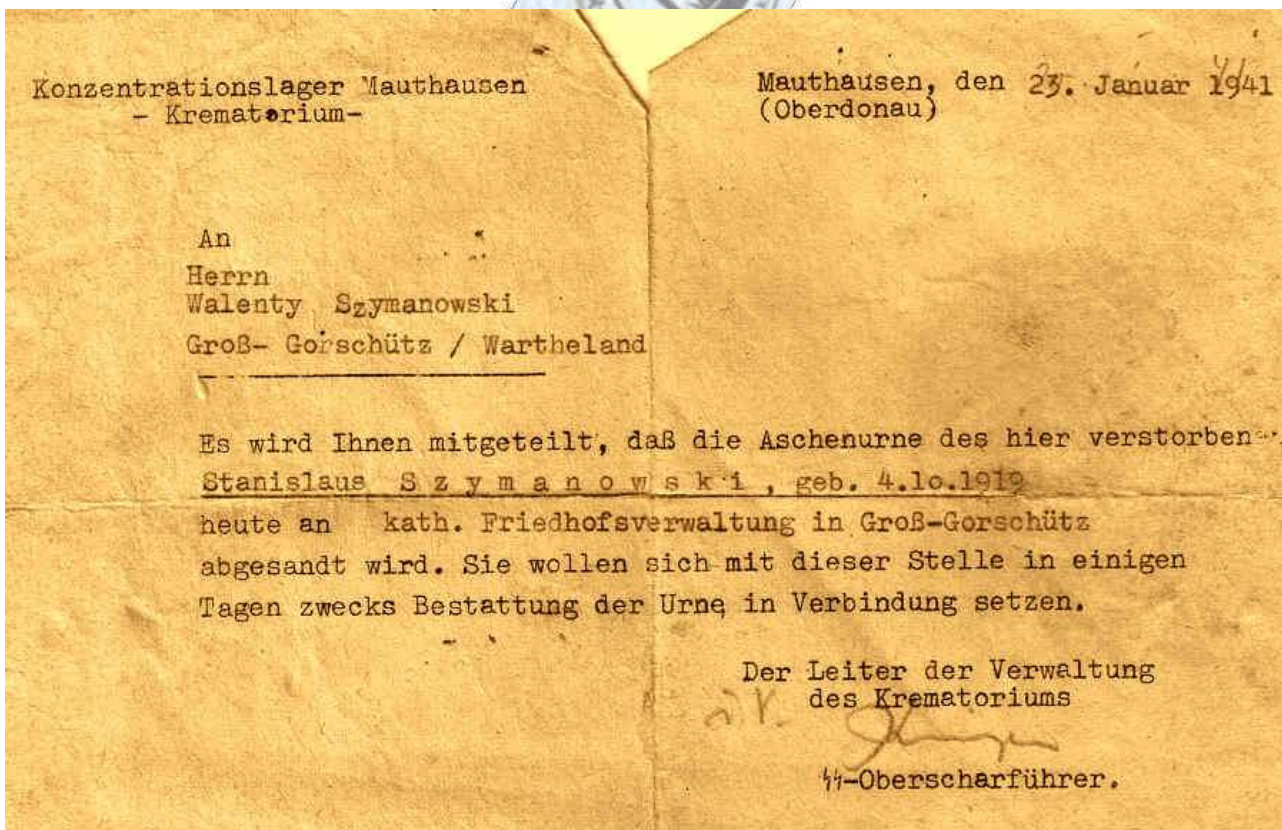 Konzentrationslager Mauthausen
- Krematorium-
Mauthausen, den 23. Januar 1941
(Oberdonau)
An
Herrn
Walenty Szymanowski
Groß- Gorschütz / Wartheland
Es wird Ihnen mitgeteilt, daß die Aschenurne des hier verstorben
Stanislaus S z y m a n o w s k i , geb. 4.1o.1919
heute an kath. Friedhofsverwaltung in Groß-Gorschütz
abgesandt wird. Sie wollen sich mit dieser Stelle in einigen
Tagen zwecks Bestattung der Urne in Verbindung setzen.
Der Leiter der Verwaltung
des Krematoriums
i.V.
ᛋᛋ-Oberscharführer.